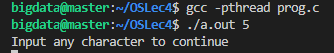 bigdata@master:~/OSLec4$ gcc -pthread prog.c
bigdata@master:~/OSLec4$ ./a.out 5
Input any character to continue